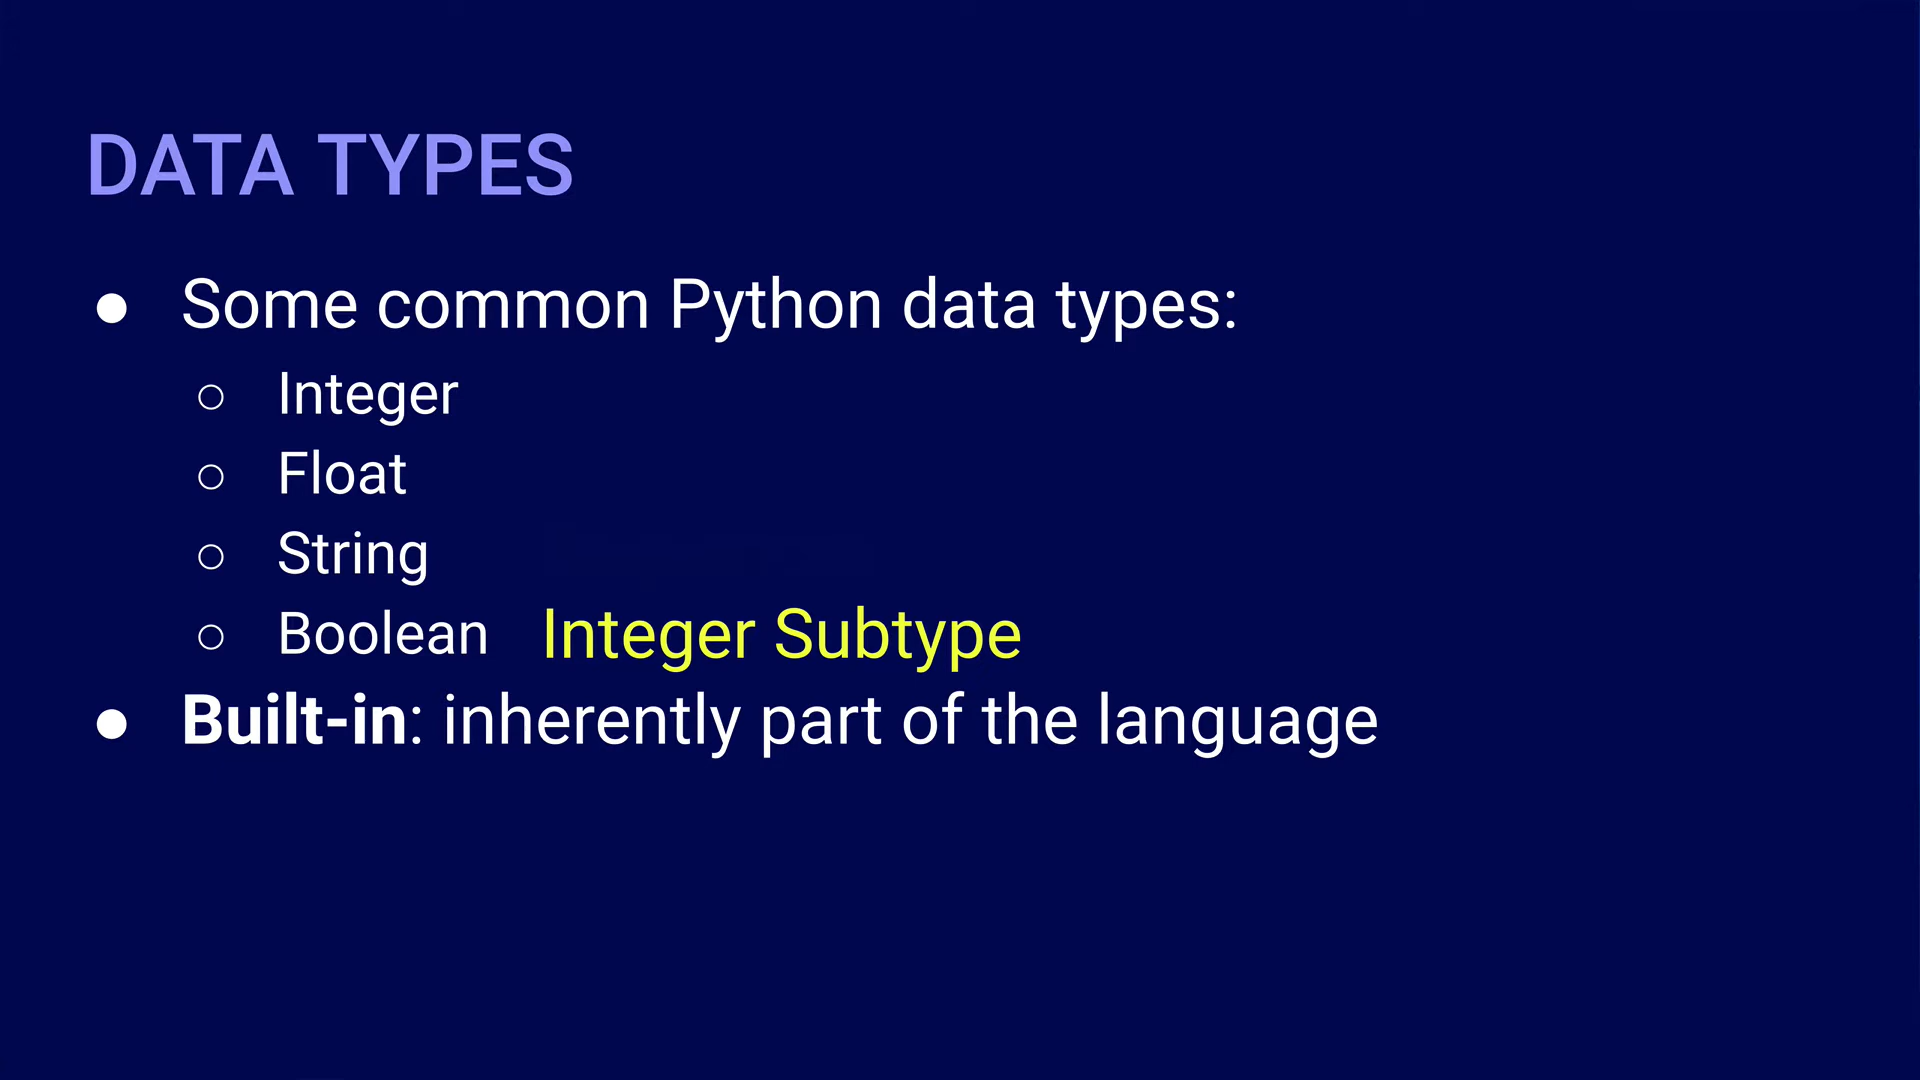 DATA TYPES
● Some common Python data types:
○ Integer
○ Float
○ String
○ Boolean Integer Subtype
● Built-in: inherently part of the language